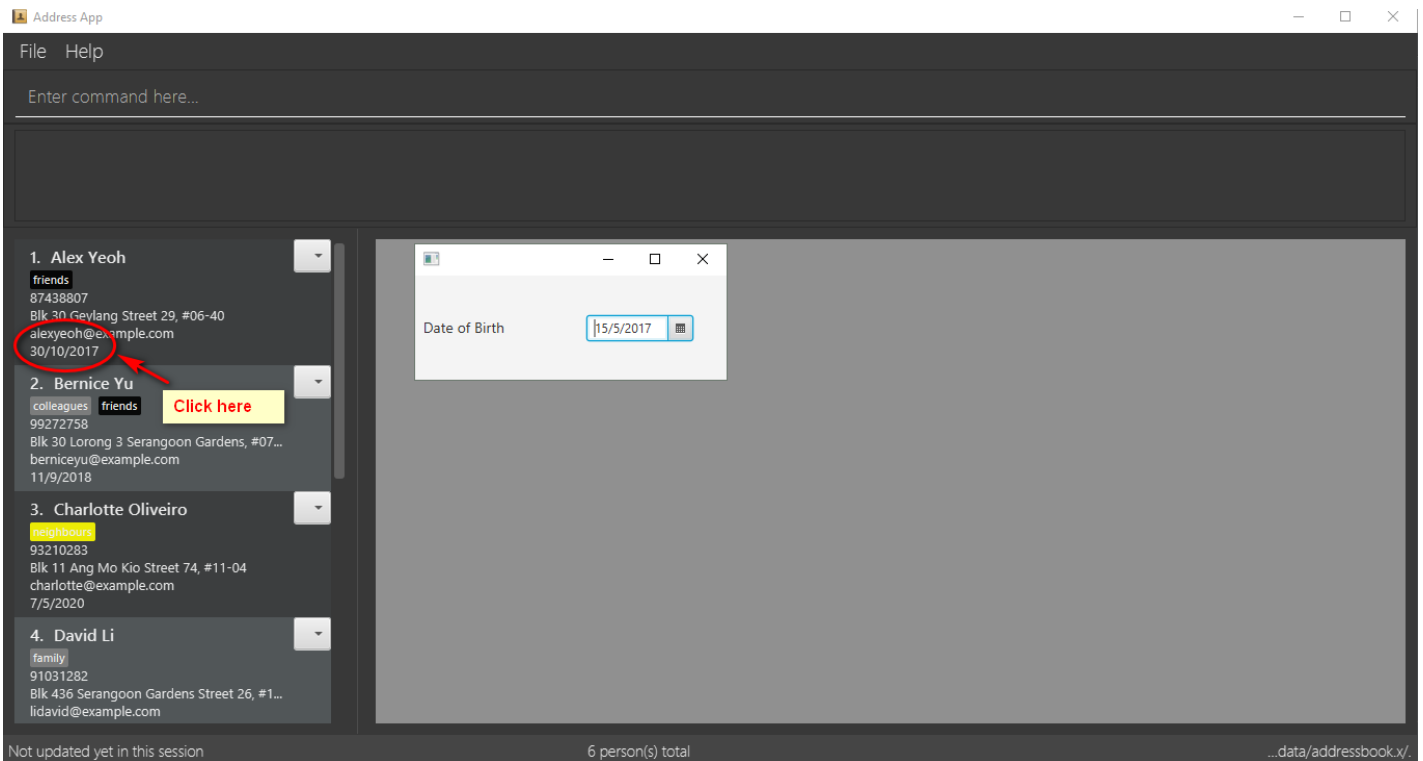 Address App
File Help
Enter command here...
1. Alex Yeoh
friends
87438807
Blk 30 Geylang Street 29, #06-40
alexyeoh@example.com
30/10/2017
Click here
2. Bernice Yu
colleagues friends
99272758
Blk 30 Lorong 3 Serangoon Gardens, #07...
berniceyu@example.com
11/9/2018
3. Charlotte Oliveiro
neighbours
93210283
Blk 11 Ang Mo Kio Street 74, #11-04
charlotte@example.com
7/5/2020
4. David Li
family
91031282
Blk 436 Serangoon Gardens Street 26, #1...
lidavid@example.com
Date of Birth 15/5/2017
Not updated yet in this session 6 person(s) total ...data/addressbook.x/.